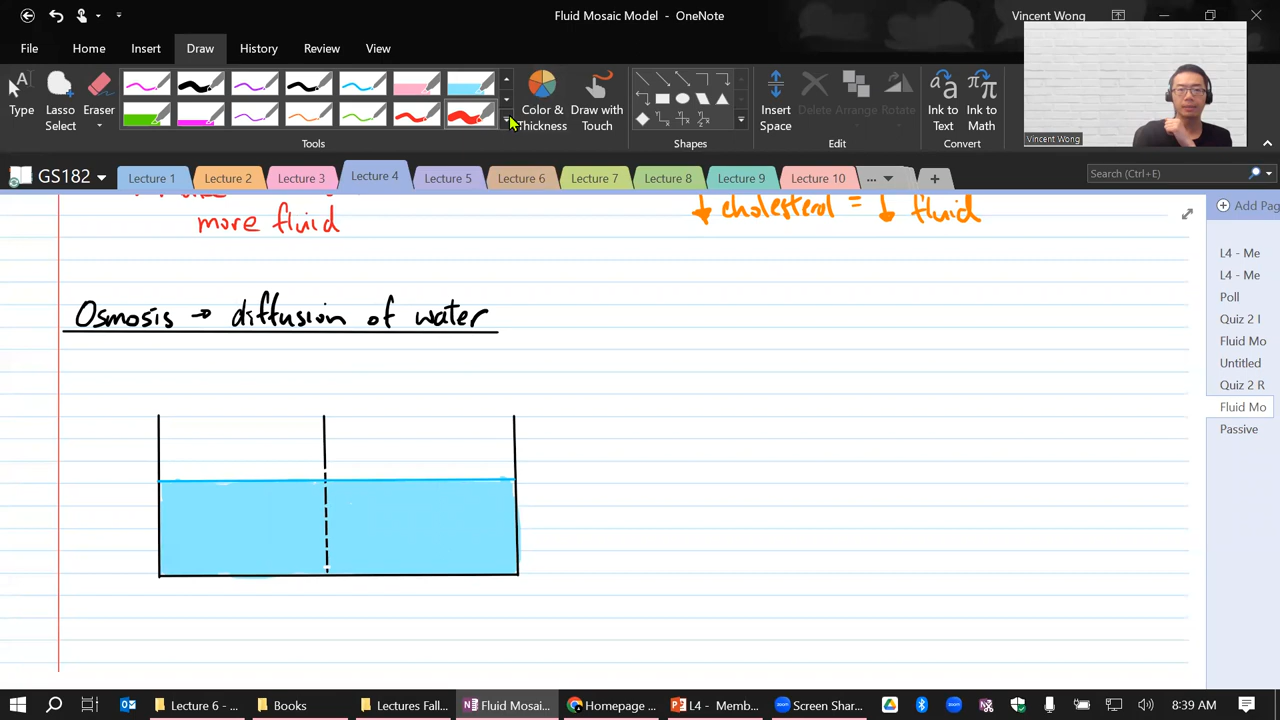 Fluid Mosaic Model - OneNote
Vincent Wong
File Home Insert Draw History Review View
Type
Lasso Select
Eraser
Color & Thickness
Draw with Touch
Insert Space
Delete Arrange Rotate
Ink to Text
Ink to Math
Vincent Wong
Tools Shapes Edit Convert
GS182 Lecture 1 Lecture 2 Lecture 3 Lecture 4 Lecture 5 Lecture 6 Lecture 7 Lecture 8 Lecture 9 Lecture 10 ...
Search (Ctrl+E)
Add Pag
↓ cholesterol = ↓ fluid
more fluid
L4 - Me
L4 - Me
Poll
Quiz 2 I
Fluid Mo
Untitled
Quiz 2 R
Fluid Mo
Passive
Osmosis → diffusion of water
Lecture 6 - ... Books Lectures Fall... Fluid Mosai... Homepage ... L4 - Memb... Screen Shar... 8:39 AM